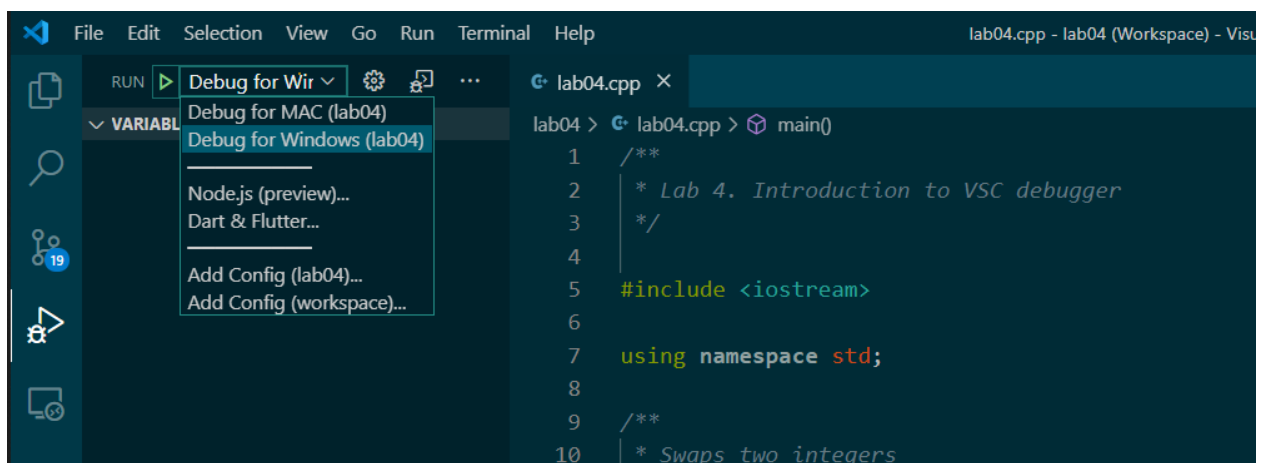 File Edit Selection View Go Run Terminal Help lab04.cpp - lab04 (Workspace) - Visu
RUN Debug for Wir
Debug for MAC (lab04)
Debug for Windows (lab04)
Node.js (preview)...
Dart & Flutter...
Add Config (lab04)...
Add Config (workspace)...
VARIABL
19
lab04.cpp
lab04 > lab04.cpp > main()
1 /**
2 * Lab 4. Introduction to VSC debugger
3 */
4
5 #include <iostream>
6
7 using namespace std;
8
9 /**
10 * Swaps two integers